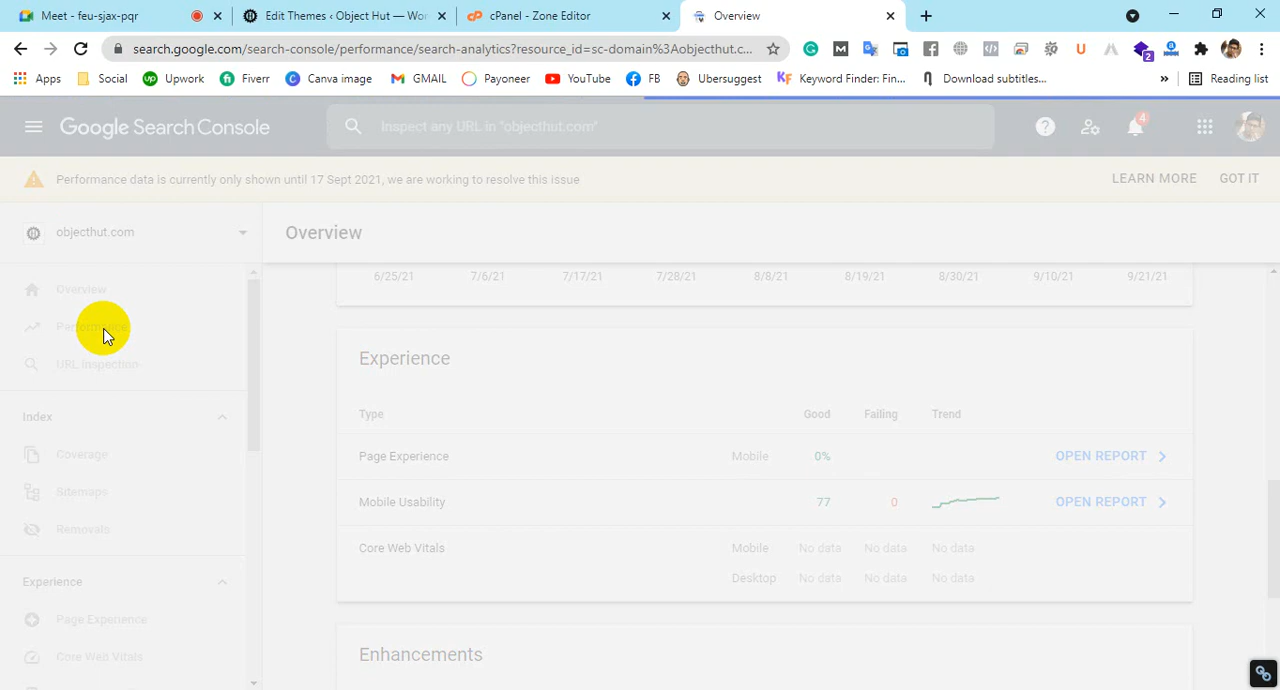 Meet - feu-sjax-pqr
Edit Themes ‹ Object Hut — Wor
cPanel - Zone Editor
Overview
search.google.com/search-console/performance/search-analytics?resource_id=sc-domain%3Aobjecthut.c...
Apps
Social
Upwork
Fiverr
Canva image
GMAIL
Payoneer
YouTube
FB
Ubersuggest
Keyword Finder: Fin...
Download subtitles...
»
Reading list
Google Search Console
Inspect any URL in "objecthut.com"
4
Performance data is currently only shown until 17 Sept 2021, we are working to resolve this issue
LEARN MORE
GOT IT
objecthut.com
Overview
Overview
Performance
URL inspection
Index
Coverage
Sitemaps
Removals
Experience
Page Experience
Core Web Vitals
6/25/21 7/6/21 7/17/21 7/28/21 8/8/21 8/19/21 8/30/21 9/10/21 9/21/21
Experience
Type Good Failing Trend
Page Experience Mobile 0% OPEN REPORT
Mobile Usability 77 0 OPEN REPORT
Core Web Vitals Mobile No data No data No data
Desktop No data No data No data
Enhancements